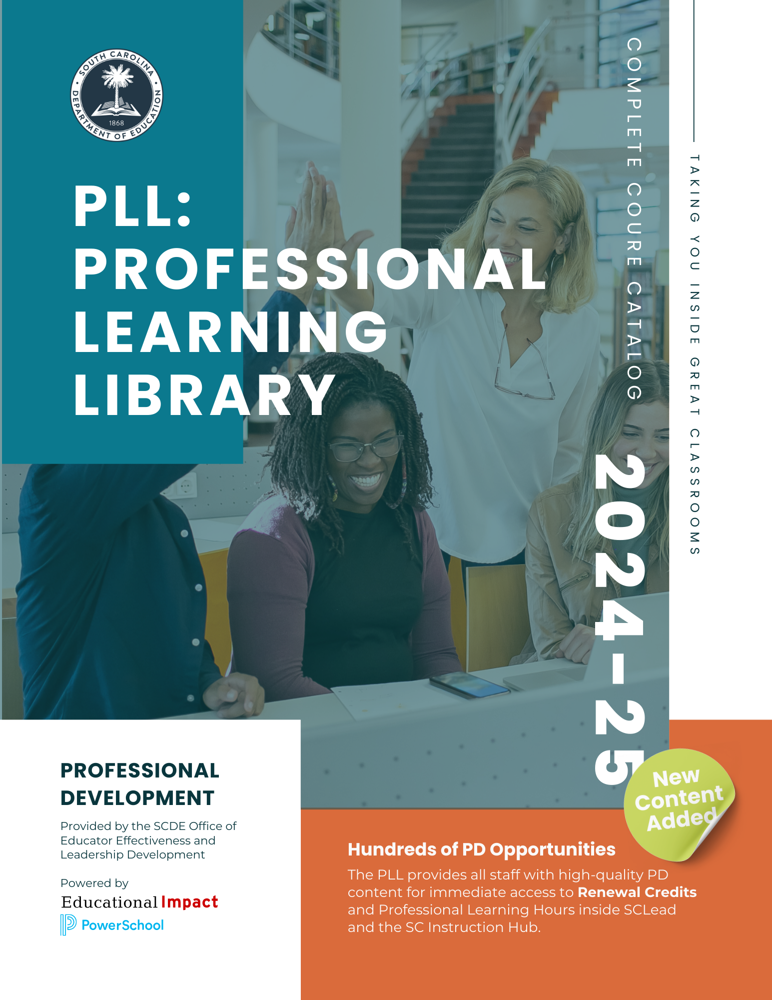 SOUTH CAROLINA
DEPARTMENT OF EDUCATION
1868
PLL:
PROFESSIONAL
LEARNING
LIBRARY
COMPLETE COURE CATALOG
2024-25
TAKING YOU INSIDE GREAT CLASSROOMS
PROFESSIONAL
DEVELOPMENT
Provided by the SCDE Office of
Educator Effectiveness and
Leadership Development
Powered by
Educational Impact
PowerSchool
New
Content
Added
Hundreds of PD Opportunities
The PLL provides all staff with high-quality PD
content for immediate access to Renewal Credits
and Professional Learning Hours inside SCLead
and the SC Instruction Hub.